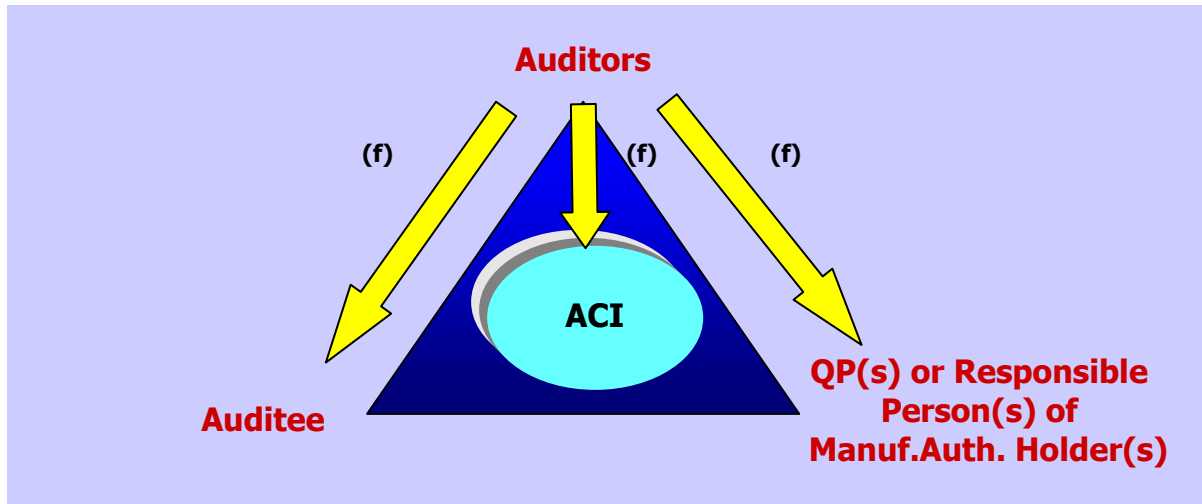 Auditors
(f)
(f)
(f)
ACI
Auditee
QP(s) or Responsible
Person(s) of
Manuf.Auth. Holder(s)